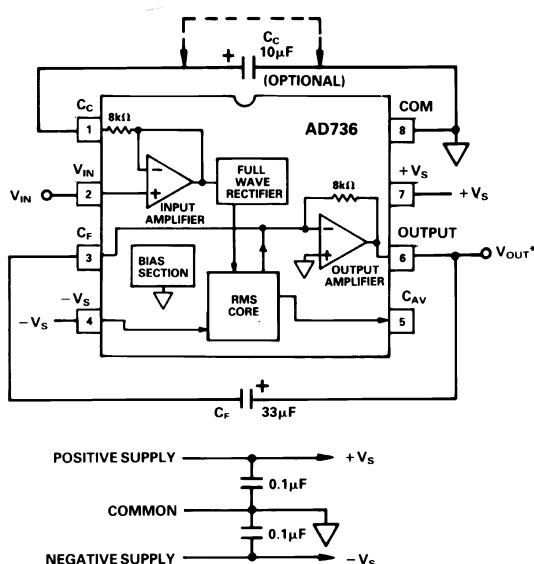 C_C
10μF
(OPTIONAL)
+
C_C
8kΩ
AD736
COM
1
8
V_IN
FULL
WAVE
RECTIFIER
8kΩ
+V_S
V_IN
2
-
+
INPUT
AMPLIFIER
7
+V_S
C_F
OUTPUT
3
BIAS
SECTION
-
+
OUTPUT
AMPLIFIER
6
V_OUT*
-V_S
RMS
CORE
C_AV
-V_S
4
5
+
C_F
33μF
POSITIVE SUPPLY
+V_S
0.1μF
COMMON
0.1μF
NEGATIVE SUPPLY
-V_S